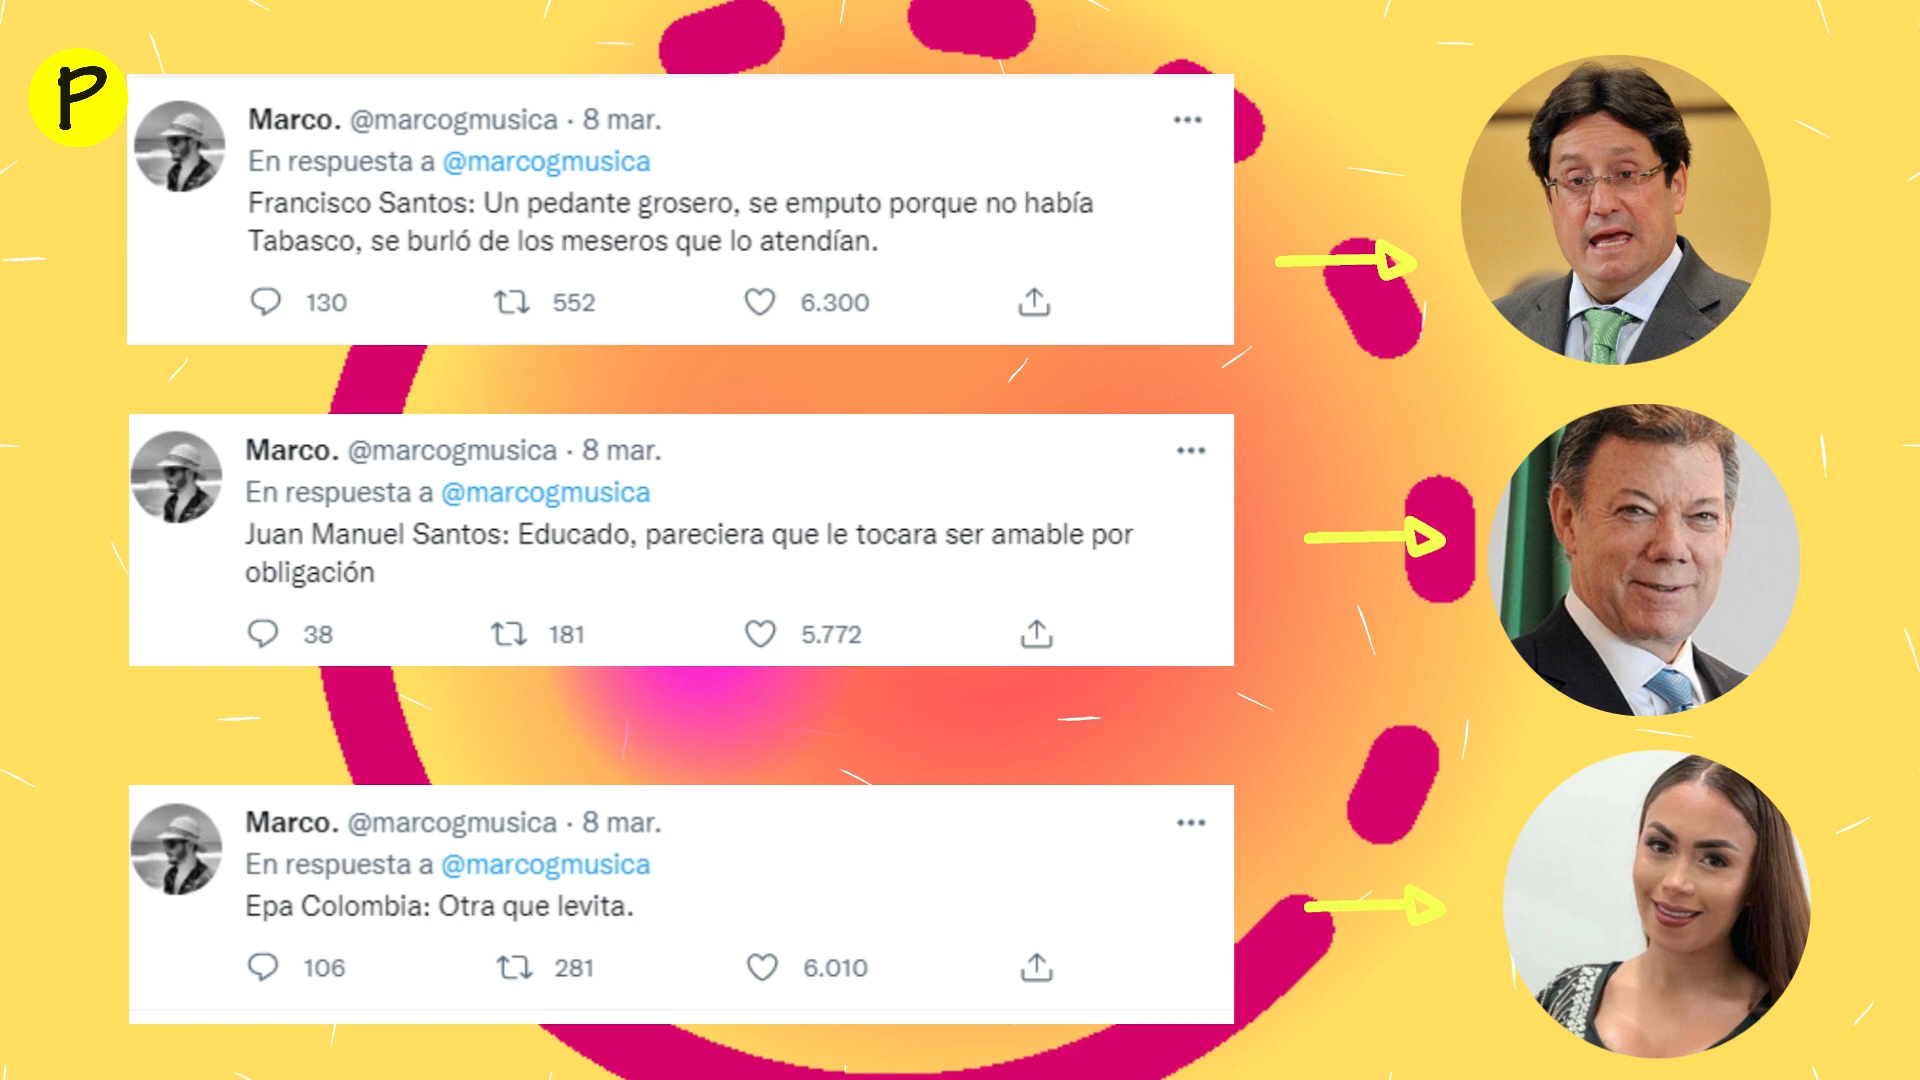 P
Marco. @marcogmusica · 8 mar.
En respuesta a @marcogmusica
Francisco Santos: Un pedante grosero, se emputo porque no había
Tabasco, se burló de los meseros que lo atendían.
130 552 6.300
Marco. @marcogmusica · 8 mar.
En respuesta a @marcogmusica
Juan Manuel Santos: Educado, pareciera que le tocara ser amable por
obligación
38 181 5.772
Marco. @marcogmusica · 8 mar.
En respuesta a @marcogmusica
Epa Colombia: Otra que levita.
106 281 6.010